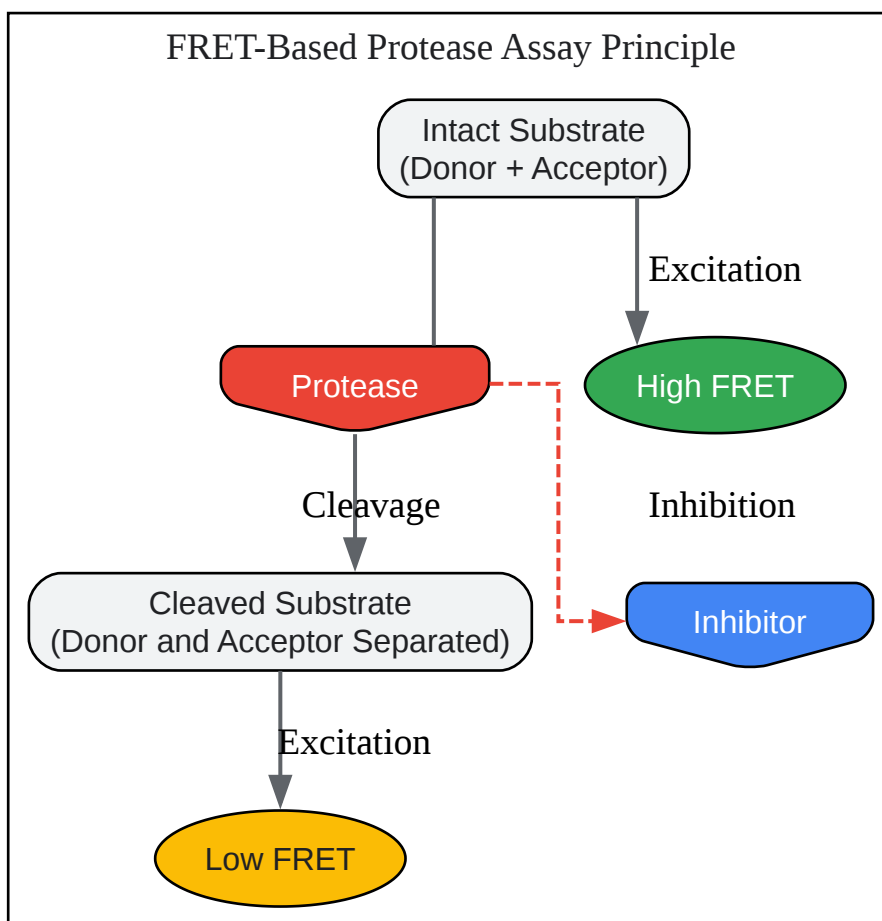 FRET-Based Protease Assay Principle
Intact Substrate
(Donor + Acceptor)
Excitation
Protease
High FRET
Cleavage
Inhibition
Cleaved Substrate
(Donor and Acceptor Separated)
Inhibitor
Excitation
Low FRET